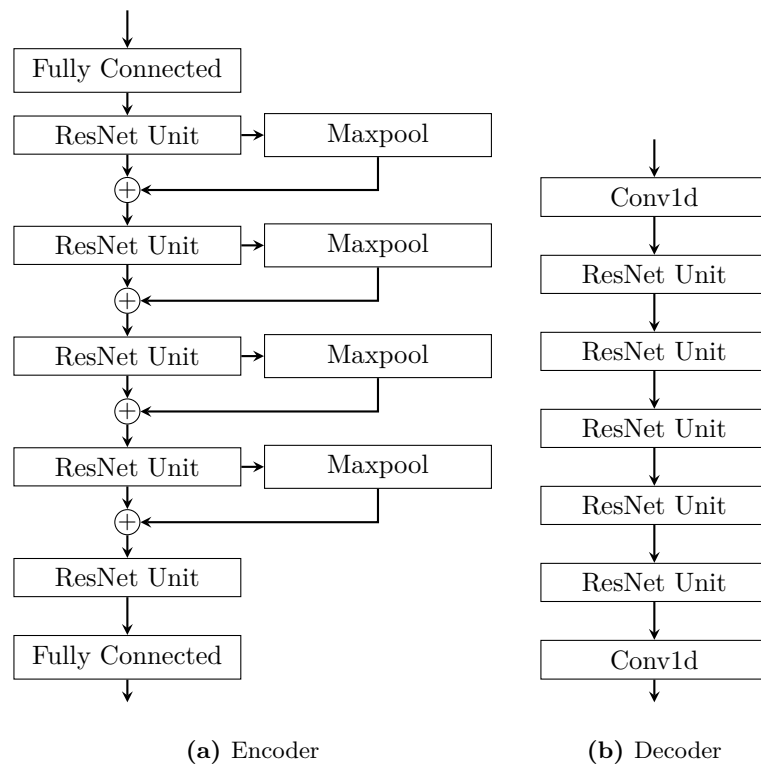 Fully Connected
ResNet Unit
Maxpool
+
ResNet Unit
Maxpool
+
ResNet Unit
Maxpool
+
ResNet Unit
Maxpool
+
ResNet Unit
Fully Connected
(a) Encoder
Conv1d
ResNet Unit
ResNet Unit
ResNet Unit
ResNet Unit
ResNet Unit
Conv1d
(b) Decoder